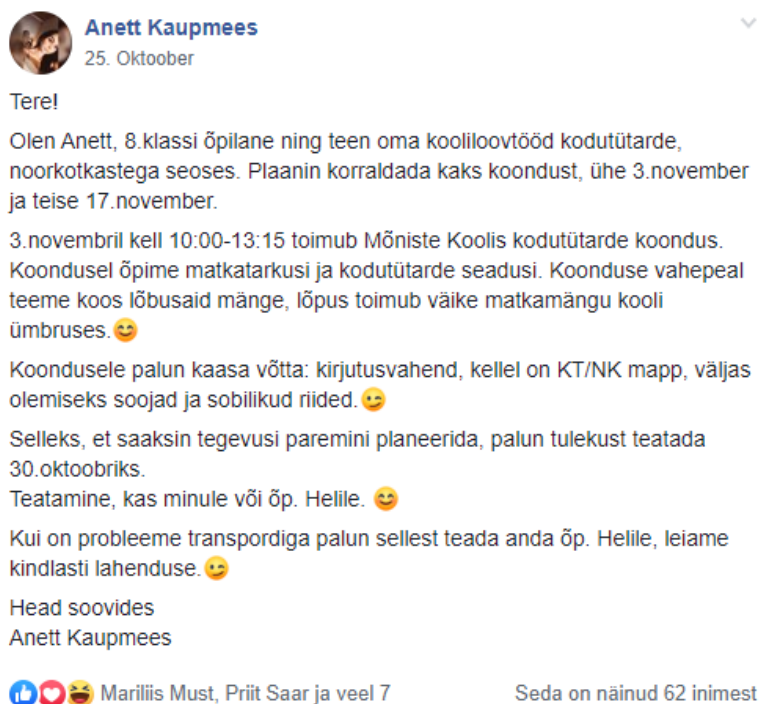 Anett Kaupmees
25. Oktoober
Tere!
Olen Anett, 8.klassi õpilane ning teen oma kooliloovtööd kodutütarde,
noorkotkastega seoses. Plaanin korraldada kaks koondust, ühe 3.november
ja teise 17.november.
3.novembril kell 10:00-13:15 toimub Mõniste Koolis kodutütarde koondus.
Koondusel õpime matkatarkusi ja kodutütarde seadusi. Koonduse vahepeal
teeme koos lõbusaid mänge, lõpus toimub väike matkamängu kooli
ümbruses.😊
Koondusele palun kaasa võtta: kirjutusvahend, kellel on KT/NK mapp, väljas
olemiseks soojad ja sobilikud riided.😉
Selleks, et saaksin tegevusi paremini planeerida, palun tulekust teatada
30.oktoobriks.
Teatamine, kas minule või õp. Helile. 😊
Kui on probleeme transpordiga palun sellest teada anda õp. Helile, leiame
kindlasti lahenduse.😉
Head soovides
Anett Kaupmees
Mariliis Must, Priit Saar ja veel 7 Seda on näinud 62 inimest